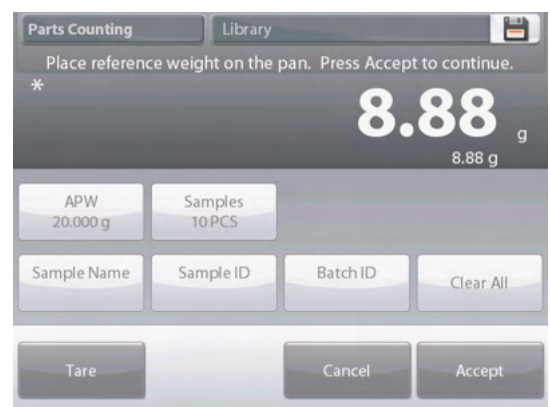 Parts Counting
Library
Place reference weight on the pan. Press Accept to continue.
*
8.88 g
8.88 g
APW
20.000 g
Samples
10 PCS
Sample Name
Sample ID
Batch ID
Clear All
Tare
Cancel
Accept